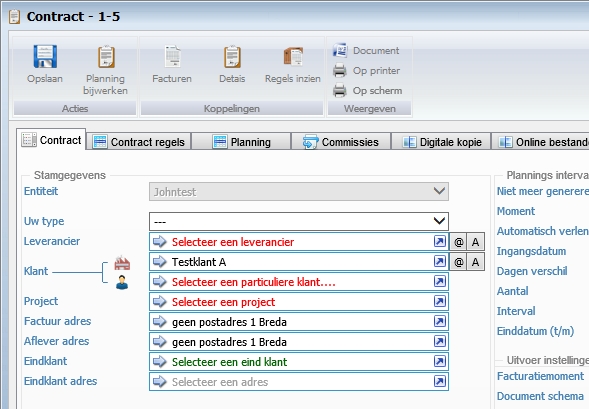 Contract - 1-5
Opslaan
Planning bijwerken
Facturen
Detais
Regels inzien
Document
Op printer
Op scherm
Acties
Koppelingen
Weergeven
Contract
Contract regels
Planning
Commissies
Digitale kopie
Online bestande
Stamgegevens
Entiteit
Johntest
Uw type
---
Leverancier
Selecteer een leverancier
@ A
Klant
Testklant A
@ A
Selecteer een particuliere klant....
Project
Selecteer een project
Factuur adres
geen postadres 1 Breda
Aflever adres
geen postadres 1 Breda
Eindklant
Selecteer een eind klant
Eindklant adres
Selecteer een adres
Plannings interva
Niet meer generere
Moment
Automatisch verlen
Ingangsdatum
Dagen verschil
Aantal
Interval
Einddatum (t/m)
Uitvoer instellinge
Facturatiemoment
Document schema